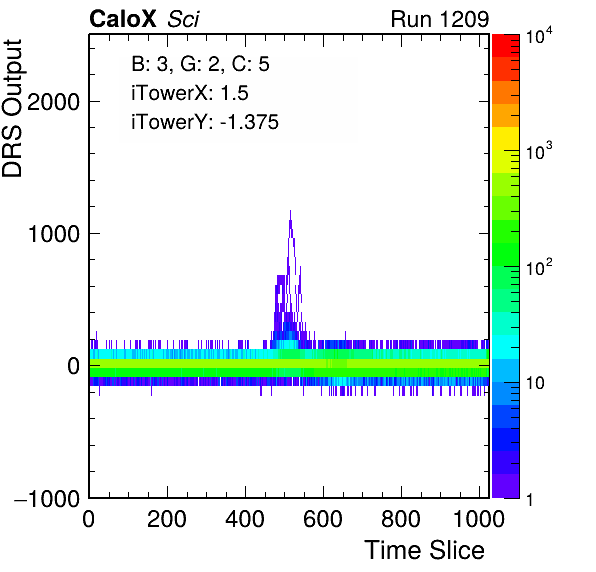 CaloX Sci Run 1209
DRS Output
B: 3, G: 2, C: 5
iTowerX: 1.5
iTowerY: -1.375
2000
1000
0
−1000
0 200 400 600 800 1000
Time Slice
10^4
10^3
10^2
10
1